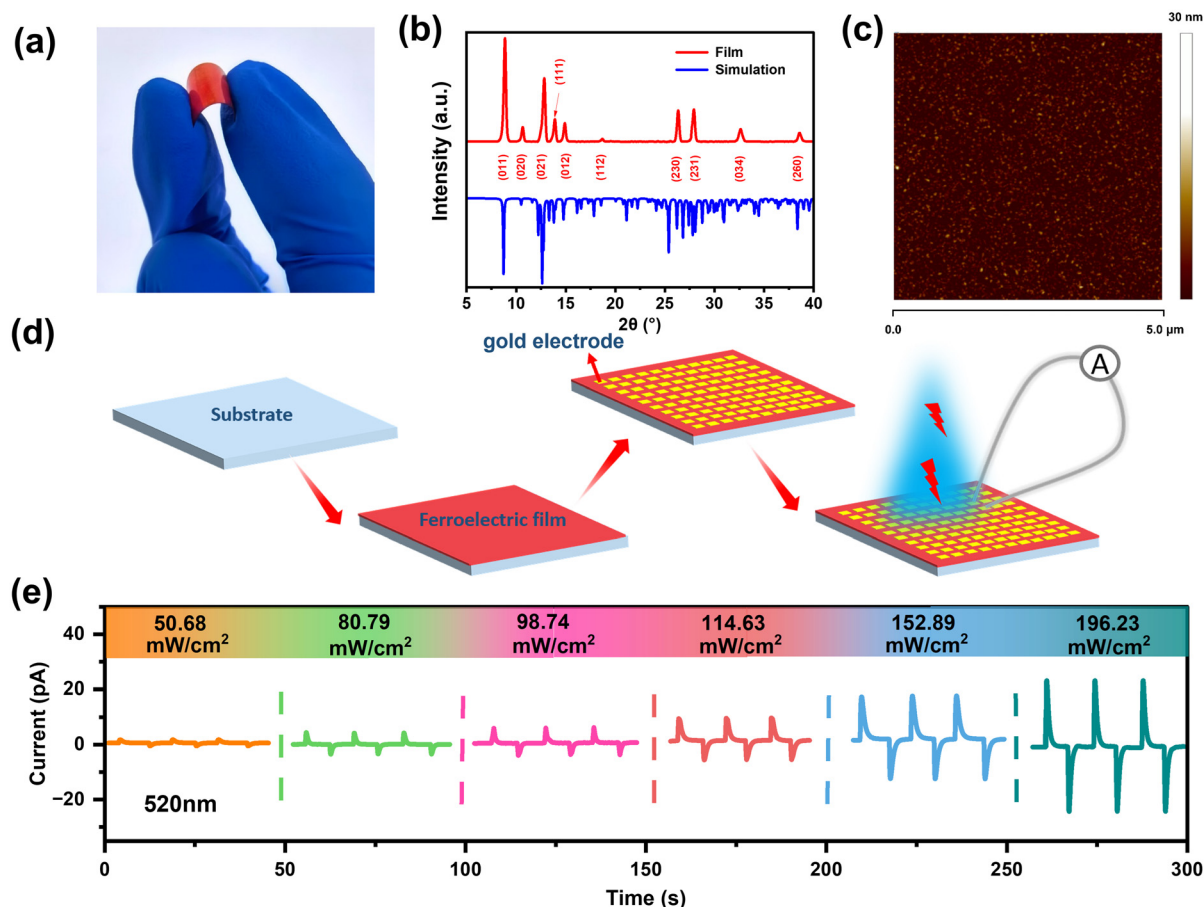 (a)
(b)
Film
Simulation
(111)
(011)
(020)
(021)
(012)
(112)
(230)
(231)
(034)
(260)
Intensity (a.u.)
5 10 15 20 25 30 35 40
2θ (°)
(c)
30 nm
0.0 5.0 µm
(d)
Substrate
Ferroelectric film
gold electrode
A
(e)
50.68
mW/cm²
80.79
mW/cm²
98.74
mW/cm²
114.63
mW/cm²
152.89
mW/cm²
196.23
mW/cm²
Current (pA)
40
20
0
−20
520nm
0 50 100 150 200 250 300
Time (s)